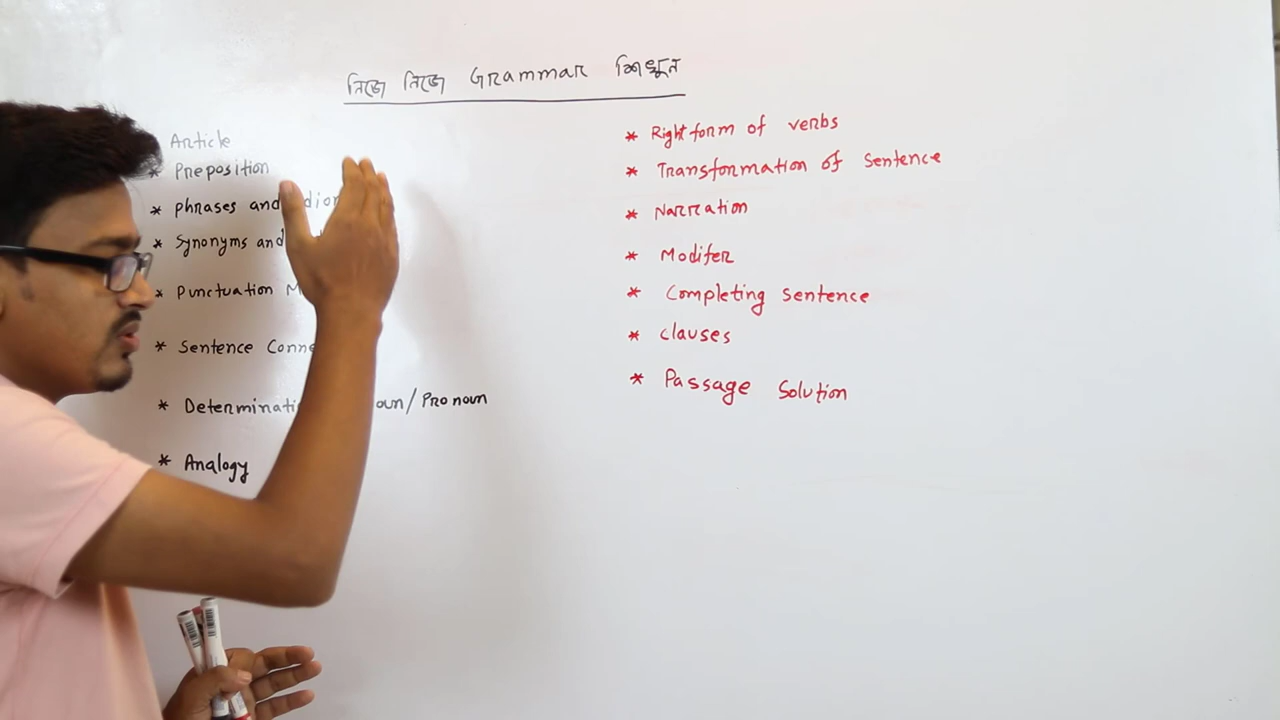 নিজে নিজে Grammar শিখুন
Article
* Preposition
* Phrases and
* Synonyms and
* Punctuation M
* Sentence Conne
* Determinati oun/Pronoun
* Analogy
* Right form of verbs
* Transformation of Sentence
* Narration
* Modifer
* Completing Sentence
* Clauses
* Passage Solution